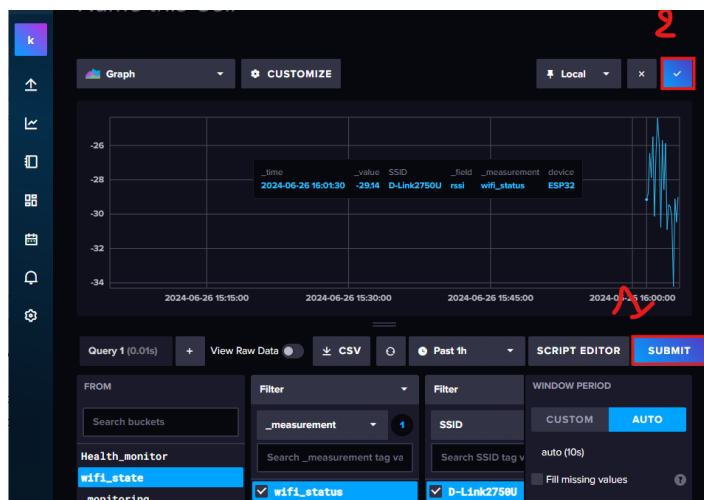 2
k
Graph
CUSTOMIZE
Local
-26
-28
-30
-32
-34
_time _value SSID _field _measurement device
2024-06-26 16:01:30 -29.14 D-Link2750U rssi wifi_status ESP32
2024-06-26 15:15:00 2024-06-26 15:30:00 2024-06-26 15:45:00 2024-06-26 16:00:00
1
Query 1 (0.01s) + View Raw Data CSV Past 1h SCRIPT EDITOR SUBMIT
FROM
Search buckets
Health_monitor
wifi_state
_monitoring
Filter
_measurement 1
Search _measurement tag va
wifi_status
Filter
SSID
Search SSID tag v
D-Link2750U
WINDOW PERIOD
CUSTOM AUTO
auto (10s)
Fill missing values ?